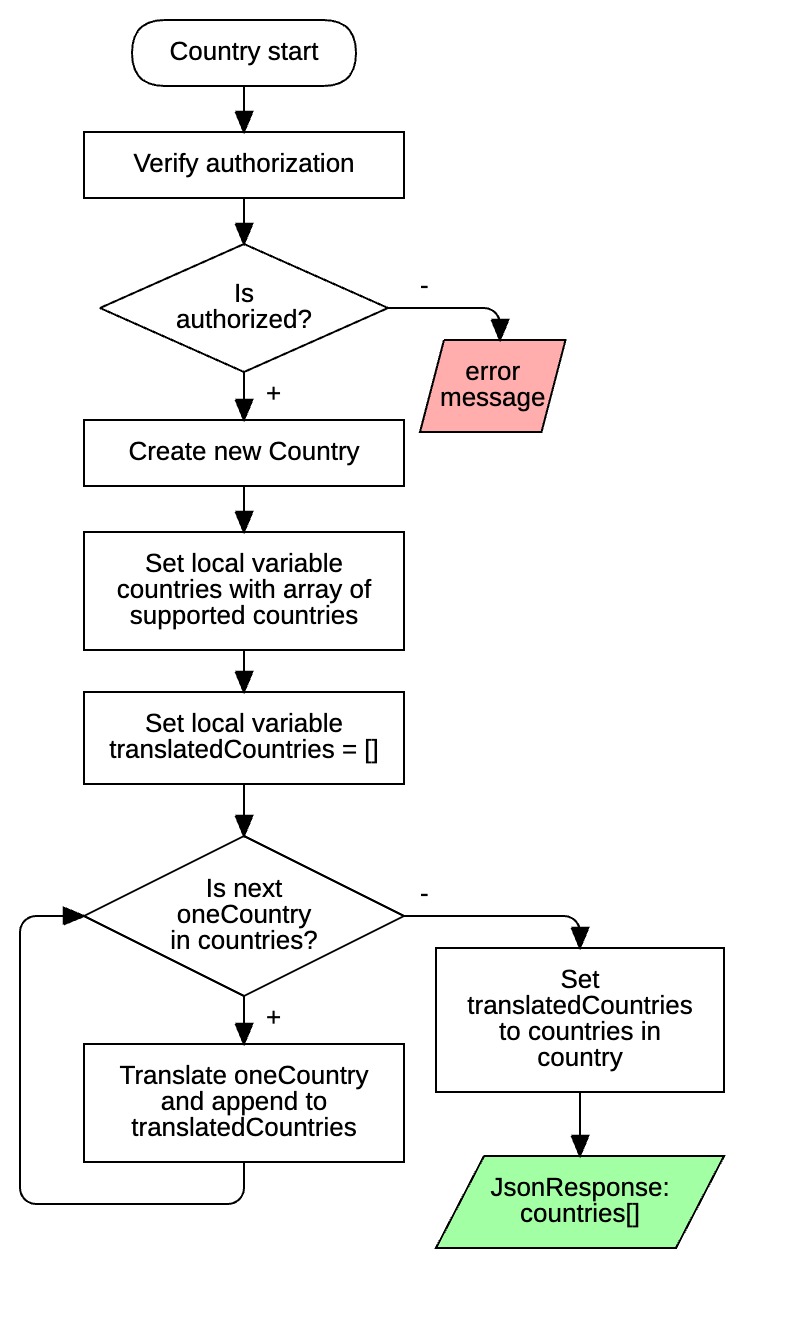 Country start
Verify authorization
Is
authorized?
-
error
message
+
Create new Country
Set local variable
countries with array of
supported countries
Set local variable
translatedCountries = []
Is next
oneCountry
in countries?
-
Set
translatedCountries
to countries in
country
+
Translate oneCountry
and append to
translatedCountries
JsonResponse:
countries[]